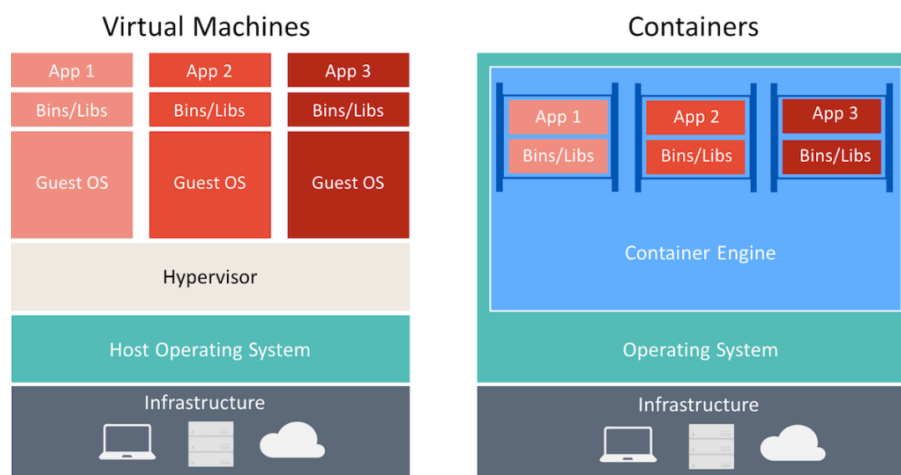 Virtual Machines
App 1
App 2
App 3
Bins/Libs
Bins/Libs
Bins/Libs
Guest OS
Guest OS
Guest OS
Hypervisor
Host Operating System
Infrastructure
Containers
App 1
App 2
App 3
Bins/Libs
Bins/Libs
Bins/Libs
Container Engine
Operating System
Infrastructure